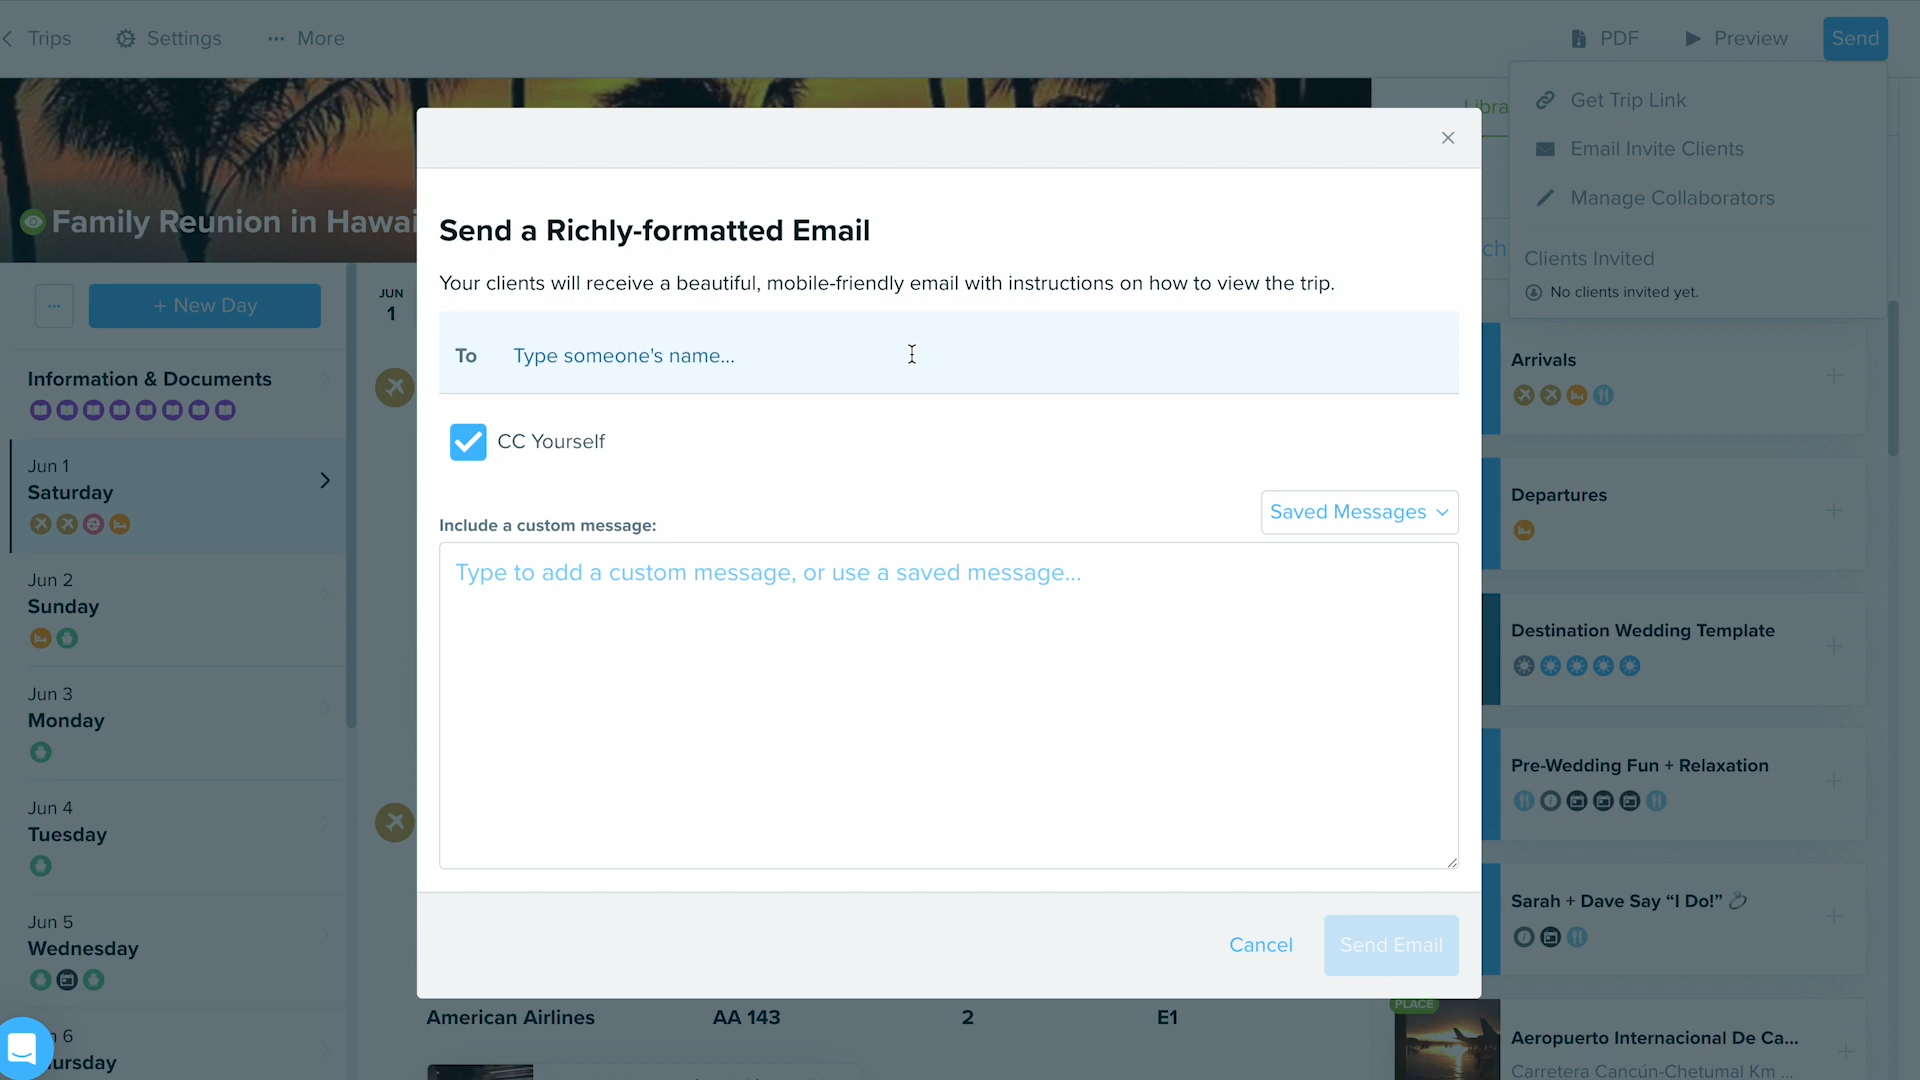 Trips
Settings
More
PDF
Preview
Send
Get Trip Link
Email Invite Clients
Manage Collaborators
Clients Invited
No clients invited yet.
Family Reunion in Hawai
+ New Day
JUN
1
Information & Documents
Jun 1
Saturday
Jun 2
Sunday
Jun 3
Monday
Jun 4
Tuesday
Jun 5
Wednesday
6
ursday
Send a Richly-formatted Email
Your clients will receive a beautiful, mobile-friendly email with instructions on how to view the trip.
To Type someone's name...
CC Yourself
Saved Messages
Include a custom message:
Type to add a custom message, or use a saved message...
Cancel
Send Email
American Airlines AA 143 2 E1
Libra
ch
Arrivals
Departures
Destination Wedding Template
Pre-Wedding Fun + Relaxation
Sarah + Dave Say “I Do!” 💍
PLACE
Aeropuerto Internacional De Ca...
Carretera Cancún-Chetumal Km ...